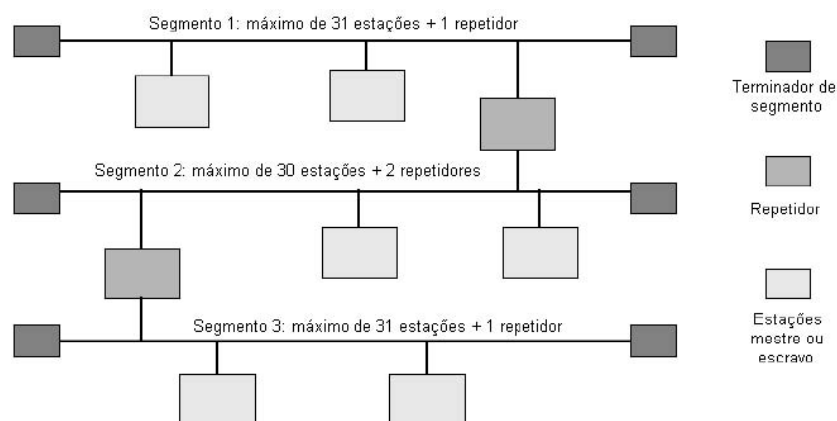 Segmento 1: máximo de 31 estações + 1 repetidor
Terminador de
segmento
Segmento 2: máximo de 30 estações + 2 repetidores
Repetidor
Segmento 3: máximo de 31 estações + 1 repetidor
Estações
mestre ou
escravo